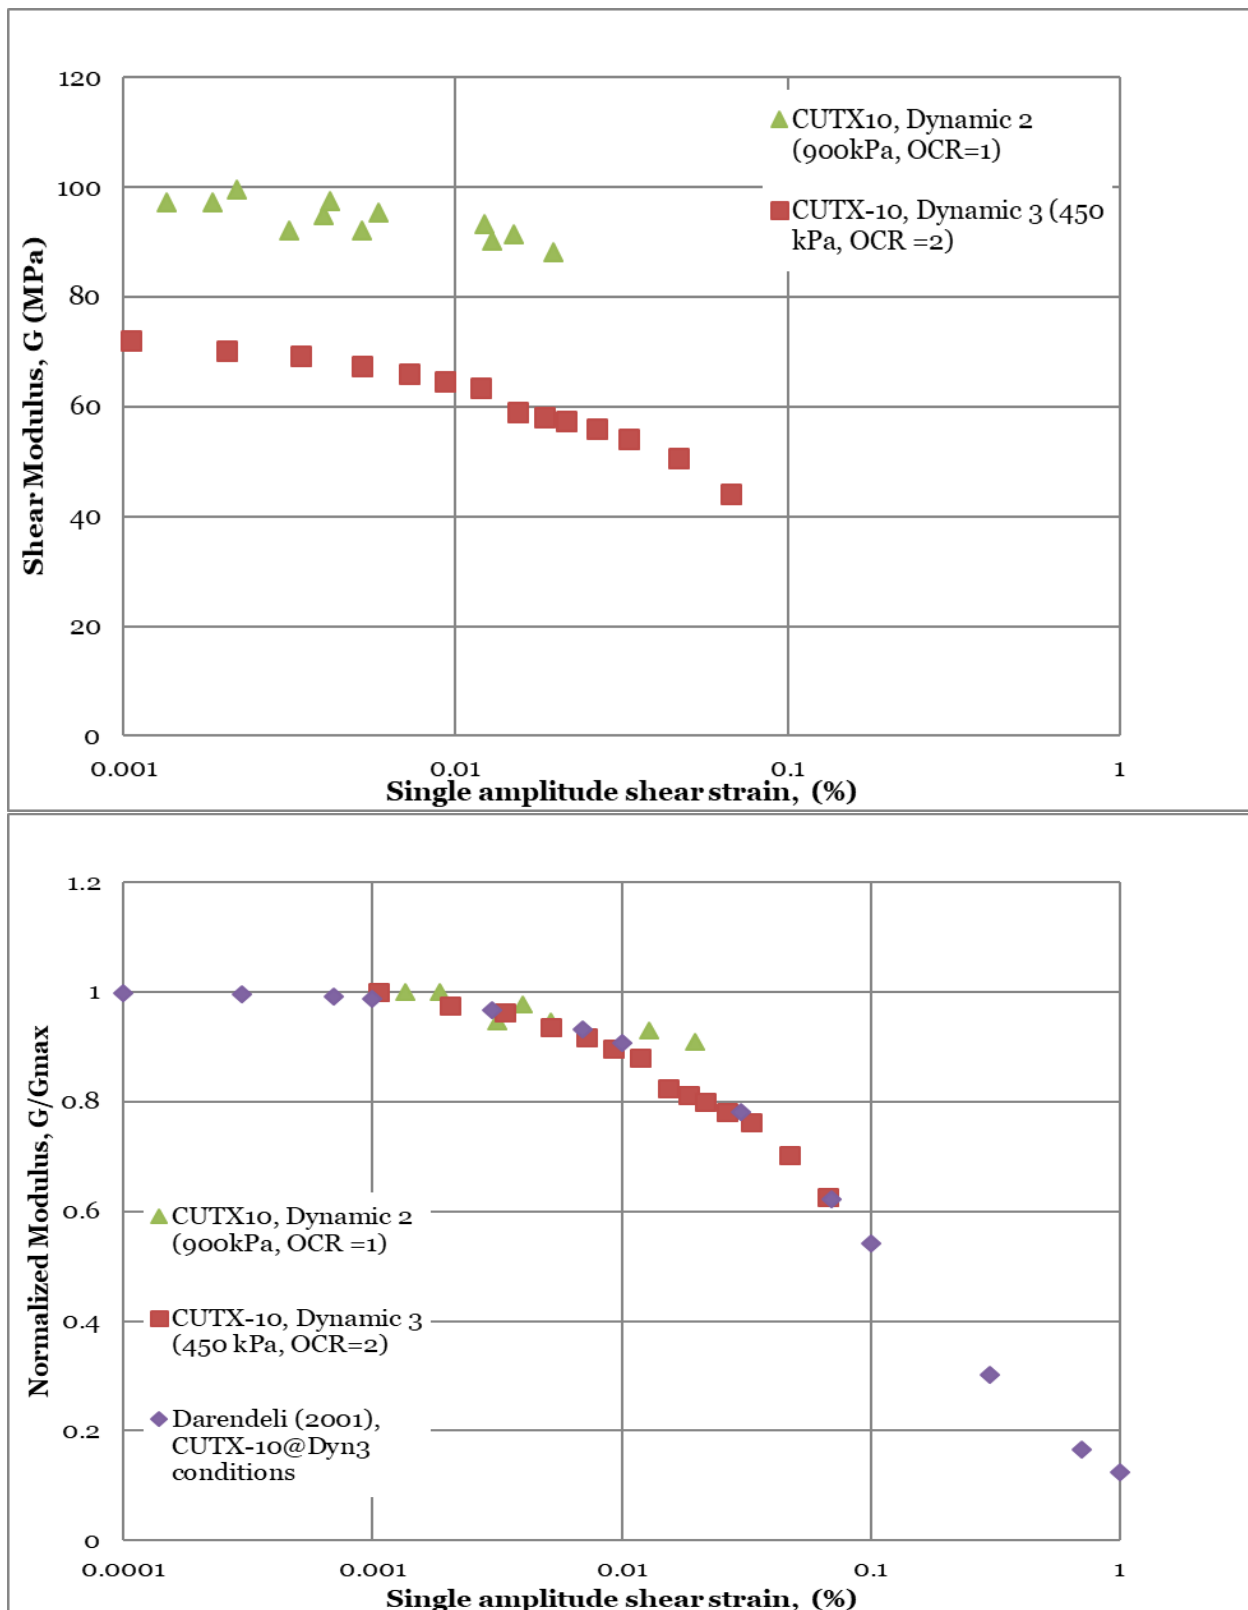 120
100
80
60
40
20
0
Shear Modulus, G (MPa)
CUTX10, Dynamic 2
(900kPa, OCR=1)
CUTX-10, Dynamic 3 (450
kPa, OCR =2)
0.001
0.01
0.1
1
Single amplitude shear strain, (%)
1.2
1
0.8
0.6
0.4
0.2
0
Normalized Modulus, G/Gmax
CUTX10, Dynamic 2
(900kPa, OCR =1)
CUTX-10, Dynamic 3
(450 kPa, OCR=2)
Darendeli (2001),
CUTX-10@Dyn3
conditions
0.0001
0.001
0.01
0.1
1
Single amplitude shear strain, (%)